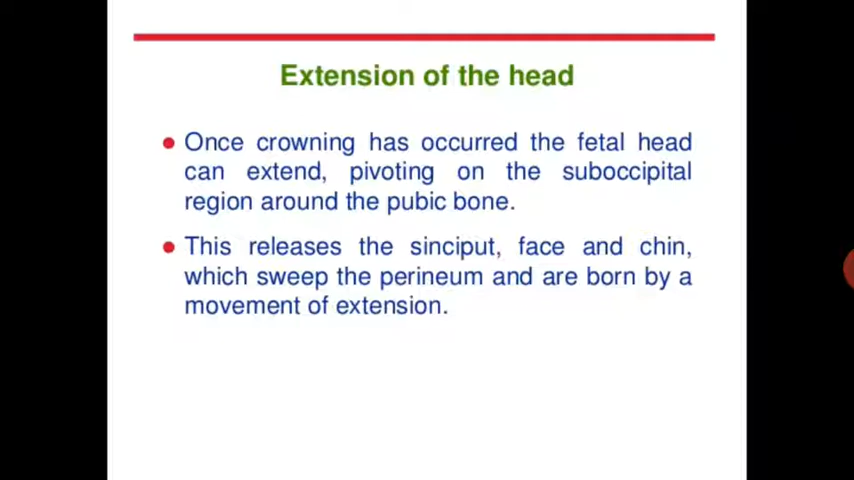 Extension of the head
Once crowning has occurred the fetal head
can extend, pivoting on the suboccipital
region around the pubic bone.
This releases the sinciput, face and chin,
which sweep the perineum and are born by a
movement of extension.